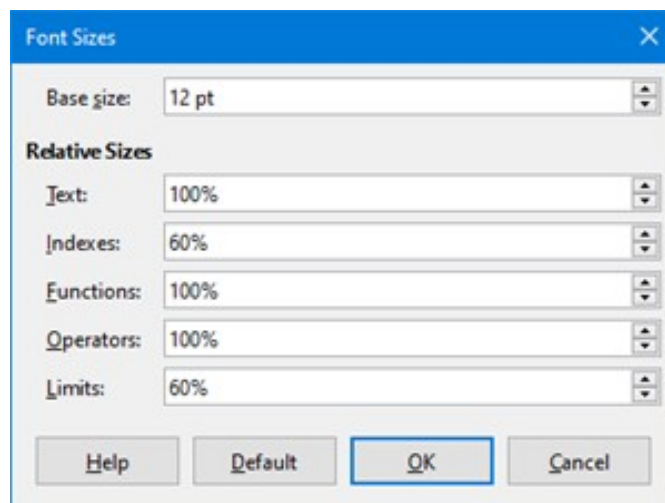 Font Sizes
Base size: 12 pt
Relative Sizes
Text: 100%
Indexes: 60%
Functions: 100%
Operators: 100%
Limits: 60%
Help Default OK Cancel